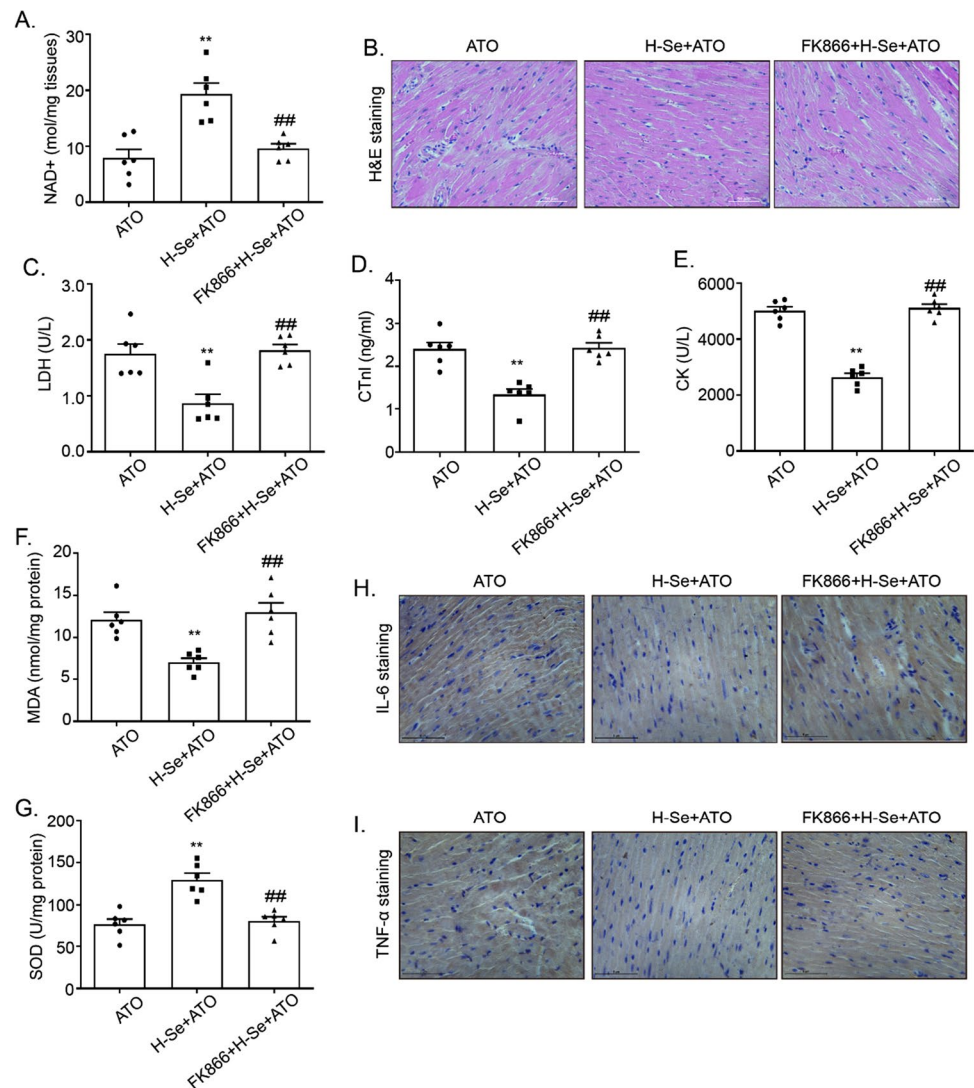 A.
NAD+ (mol/mg tissues)
30
20
10
0
**
##
ATO
H-Se+ATO
FK866+H-Se+ATO
B.
ATO
H-Se+ATO
FK866+H-Se+ATO
H&E staining
C.
LDH (U/L)
3.0
2.0
1.0
0.0
**
##
ATO
H-Se+ATO
FK866+H-Se+ATO
D.
CTnI (ng/ml)
4
2
1
0
**
##
ATO
H-Se+ATO
FK866+H-Se+ATO
E.
CK (U/L)
6000
4000
2000
0
**
##
ATO
H-Se+ATO
FK866+H-Se+ATO
F.
MDA (nmol/mg protein)
20
15
10
5
0
**
##
ATO
H-Se+ATO
FK866+H-Se+ATO
G.
SOD (U/mg protein)
200
150
100
50
0
**
##
ATO
H-Se+ATO
FK866+H-Se+ATO
H.
ATO
H-Se+ATO
FK866+H-Se+ATO
IL-6 staining
I.
ATO
H-Se+ATO
FK866+H-Se+ATO
TNF-α staining